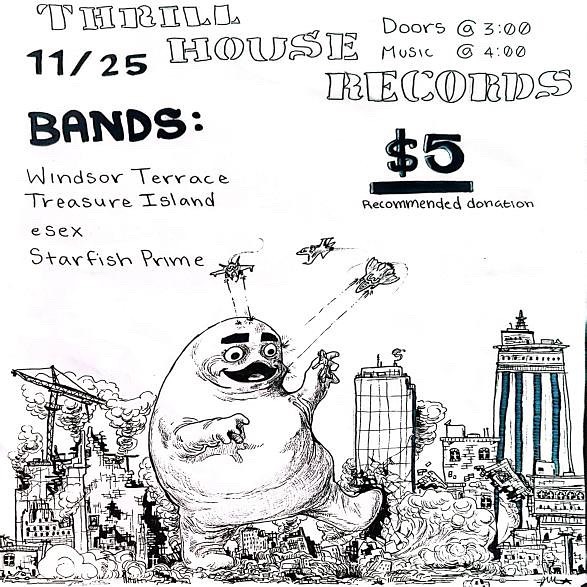 THRILL
HOUSE
RECORDS
11/25
Doors @ 3:00
Music @ 4:00
BANDS:
Windsor Terrace
Treasure Island
esex
Starfish Prime
$5
Recommended donation